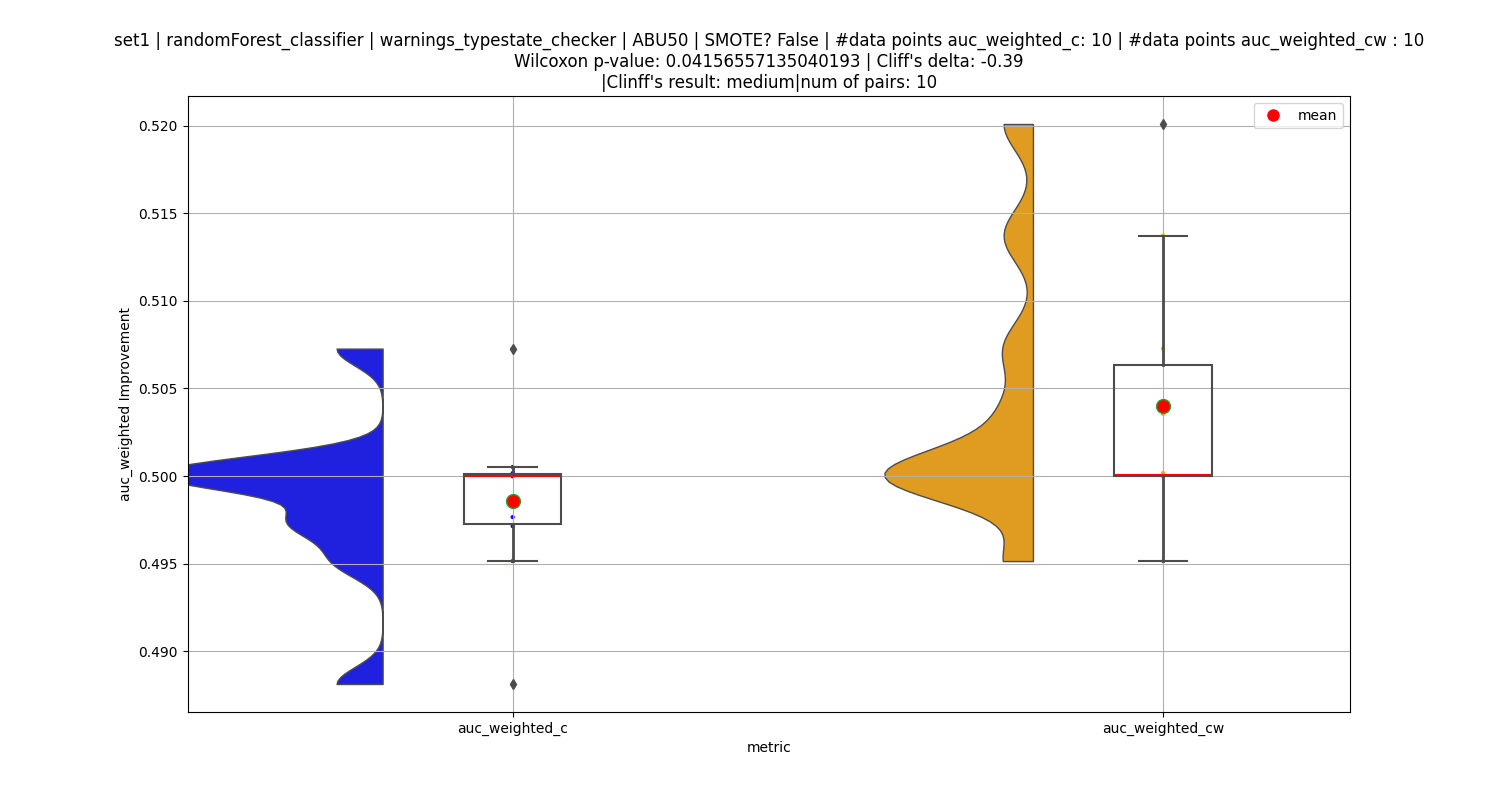 set1 | randomForest_classifier | warnings_typestate_checker | ABU50 | SMOTE? False | #data points auc_weighted_c: 10 | #data points auc_weighted_cw : 10
Wilcoxon p-value: 0.04156557135040193 | Cliff's delta: -0.39
|Clinff's result: medium|num of pairs: 10
mean
0.520
0.515
0.510
0.505
0.500
0.495
0.490
auc_weighted Improvement
auc_weighted_c
auc_weighted_cw
metric